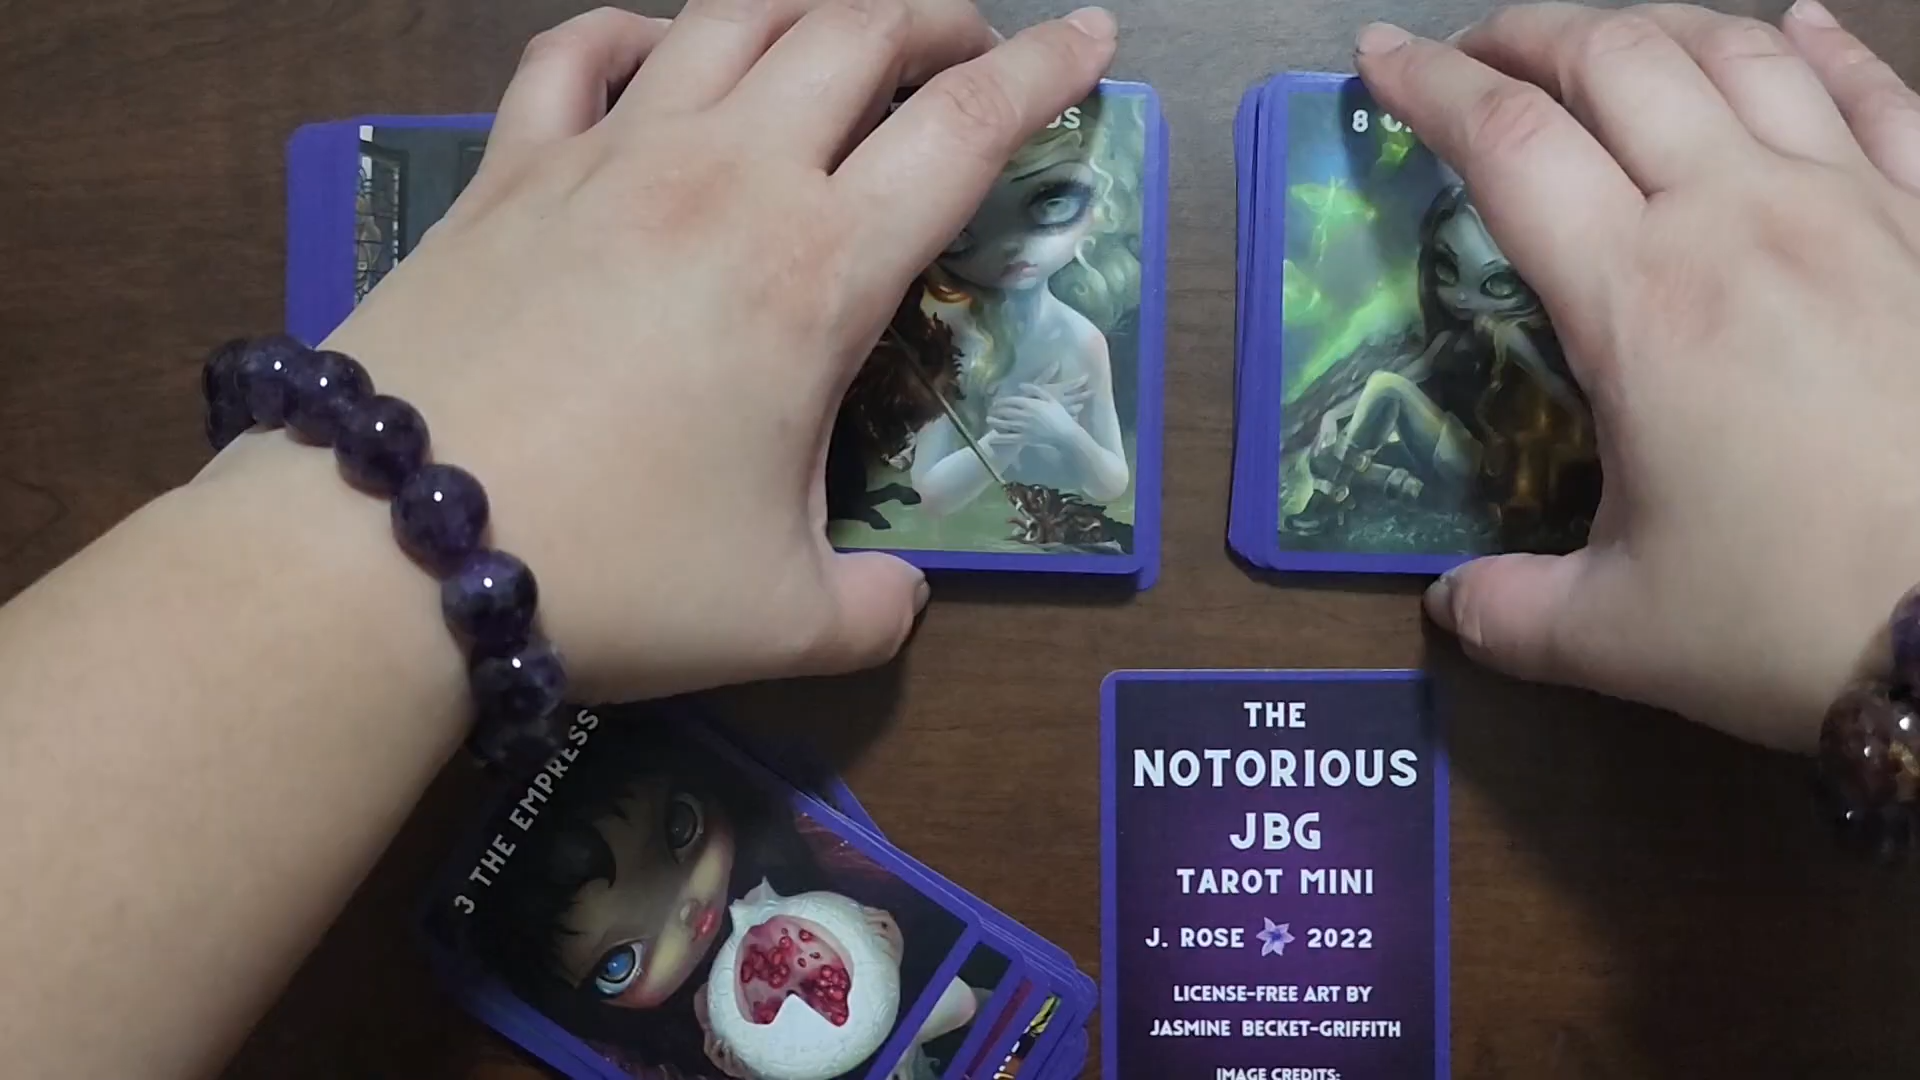 8
3 THE EMPRESS
THE
NOTORIOUS
JBG
TAROT MINI
J. ROSE 2022
LICENSE-FREE ART BY
JASMINE BECKET-GRIFFITH
IMAGE CREDITS: